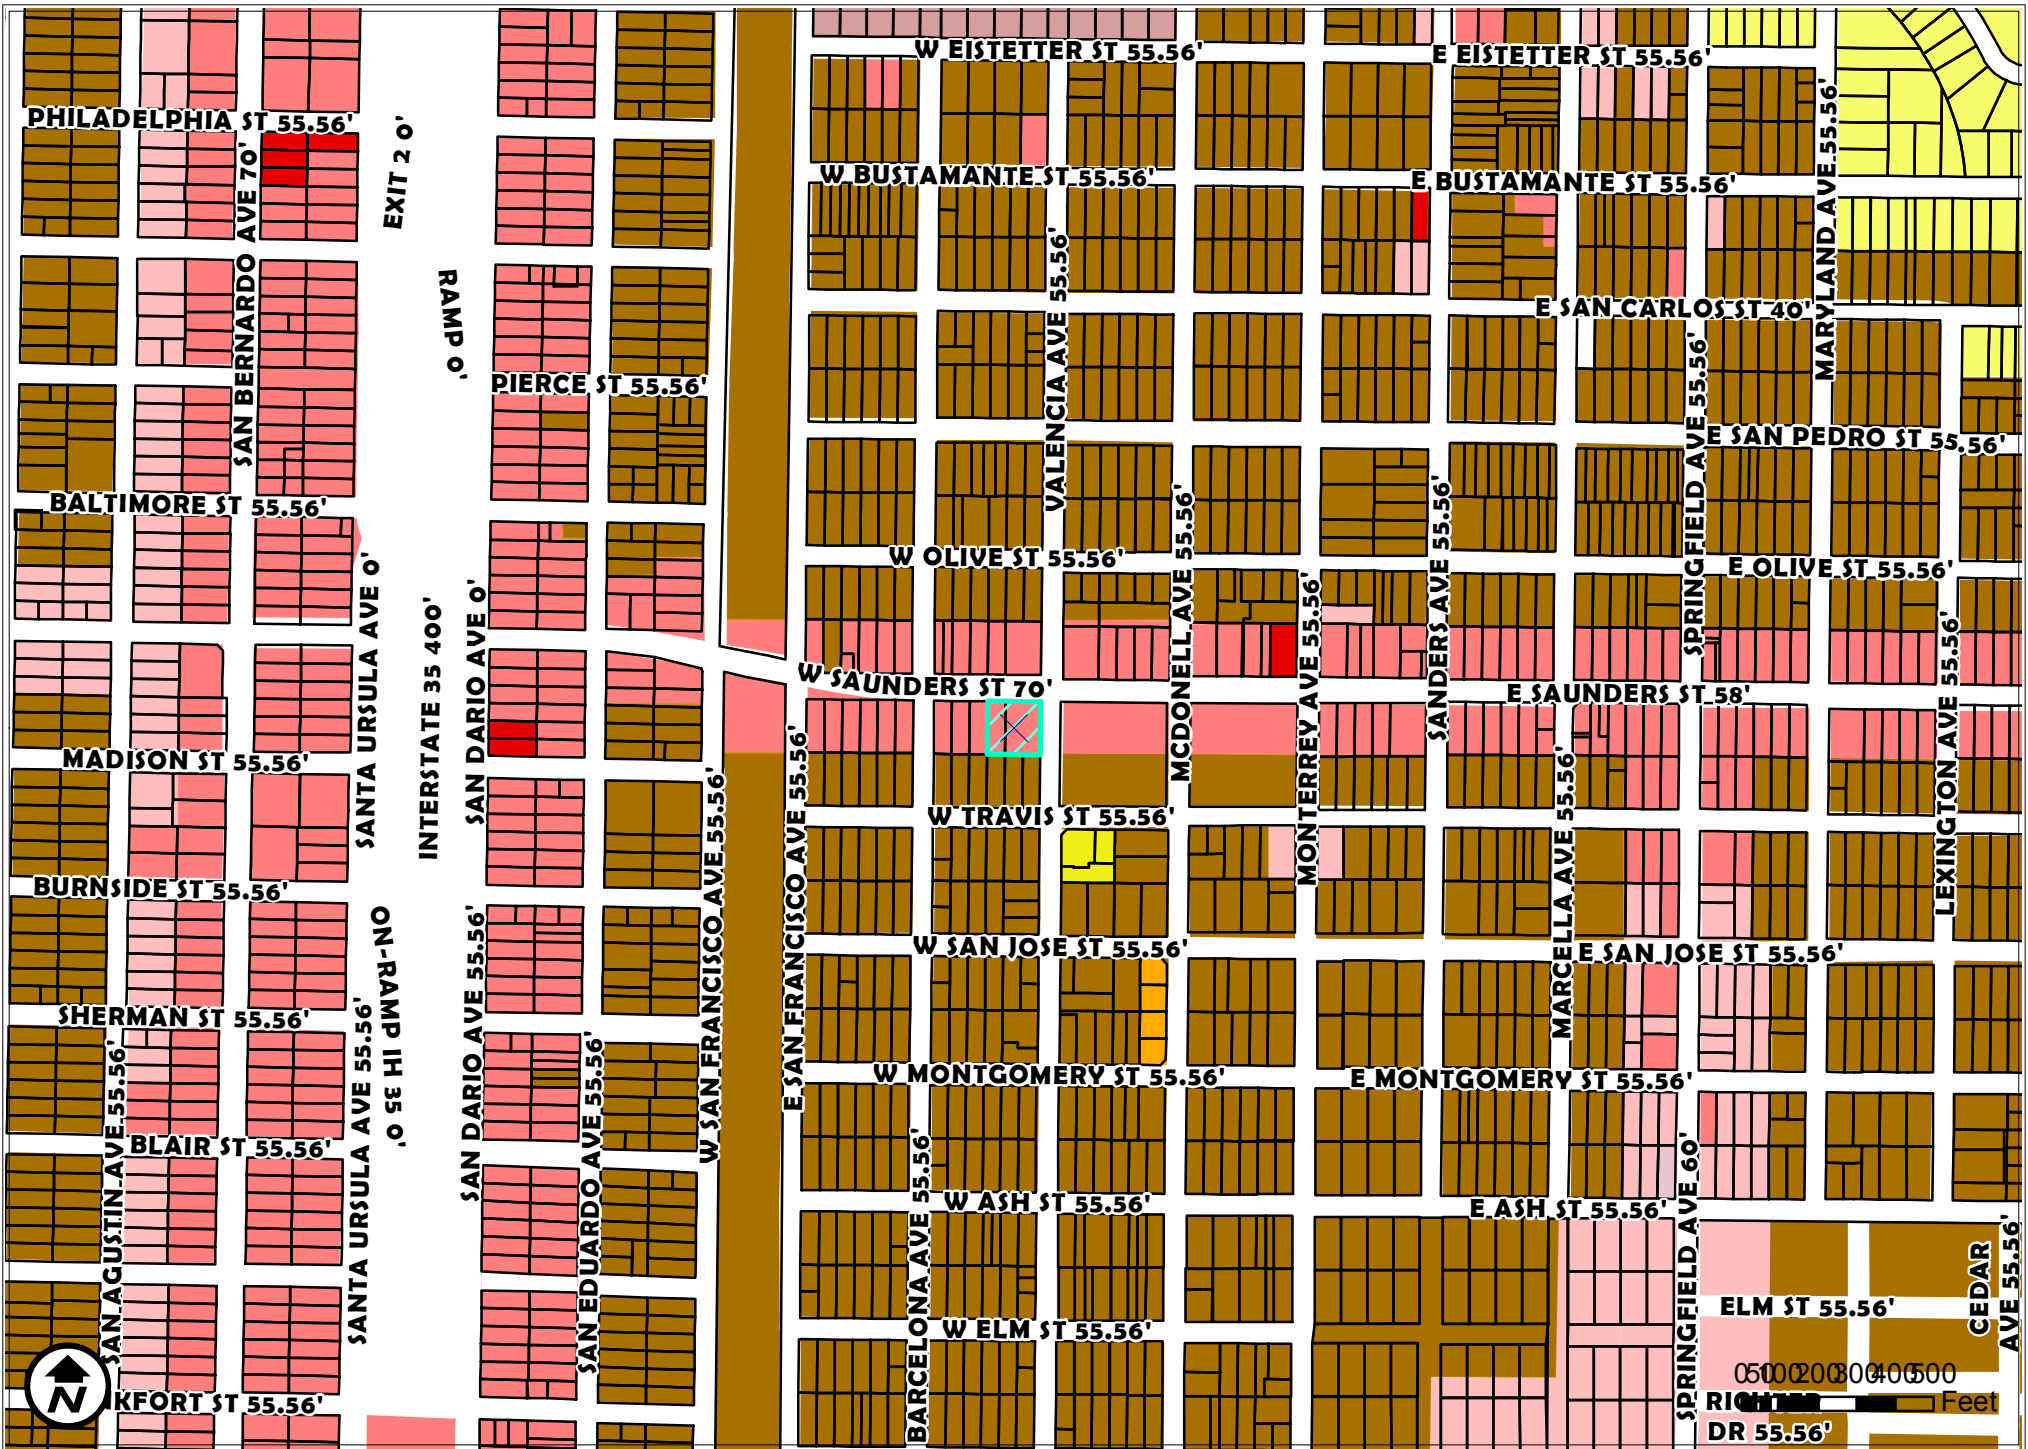 W EISTETTER ST 55.56'
E EISTETTER ST 55.56'
PHILADELPHIA ST 55.56'
EXIT 2 0'
MARYLAND AVE 55.56'
SAN BERNARDO AVE 70'
W BUSTAMANTE ST 55.56'
E BUSTAMANTE ST 55.56'
VALENCIA AVE 55.56'
RAMP 0'
E SAN CARLOS ST 40'
PIERCE ST 55.56'
SPRINGFIELD AVE 55.56'
E SAN PEDRO ST 55.56'
BALTIMORE ST 55.56'
MCDONELL AVE 55.56'
SANDERS AVE 55.56'
SANTA URSULA AVE 0'
INTERSTATE 35 400'
SAN DARIO AVE 0'
W OLIVE ST 55.56'
E OLIVE ST 55.56'
MONTERREY AVE 55.56'
LEXINGTON AVE 55.56'
W SAUNDERS ST 70'
E SAUNDERS ST 58'
MADISON ST 55.56'
W SAN FRANCISCO AVE 55.56'
E SAN FRANCISCO AVE 55.56'
MARCELLA AVE 55.56'
W TRAVIS ST 55.56'
BURNSIDE ST 55.56'
ON-RAMP IH 35 0'
SAN DARIO AVE 55.56'
W SAN JOSE ST 55.56'
E SAN JOSE ST 55.56'
SHERMAN ST 55.56'
SANTA URSULA AVE 55.56'
SAN AGUSTIN AVE 55.56'
SAN EDUARDO AVE 55.56'
W MONTGOMERY ST 55.56'
E MONTGOMERY ST 55.56'
BLAIR ST 55.56'
BARCELONA AVE 55.56'
SPRINGFIELD AVE 60'
W ASH ST 55.56'
E ASH ST 55.56'
CEDAR
AVE 55.56'
ELM ST 55.56'
W ELM ST 55.56'
N
KFORT ST 55.56'
0 50 100 200 300 400 500
Feet
DR 55.56'